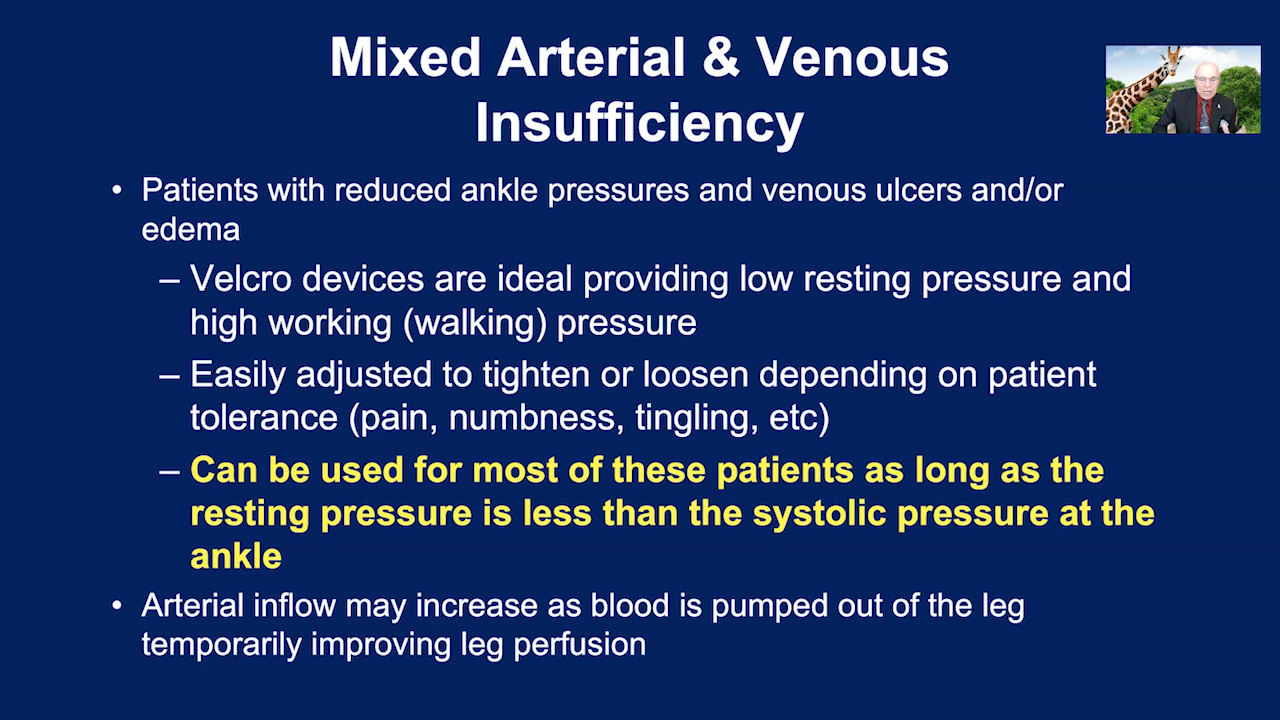 Mixed Arterial & Venous
Insufficiency
• Patients with reduced ankle pressures and venous ulcers and/or
edema
– Velcro devices are ideal providing low resting pressure and
high working (walking) pressure
– Easily adjusted to tighten or loosen depending on patient
tolerance (pain, numbness, tingling, etc)
– Can be used for most of these patients as long as the
resting pressure is less than the systolic pressure at the
ankle
• Arterial inflow may increase as blood is pumped out of the leg
temporarily improving leg perfusion